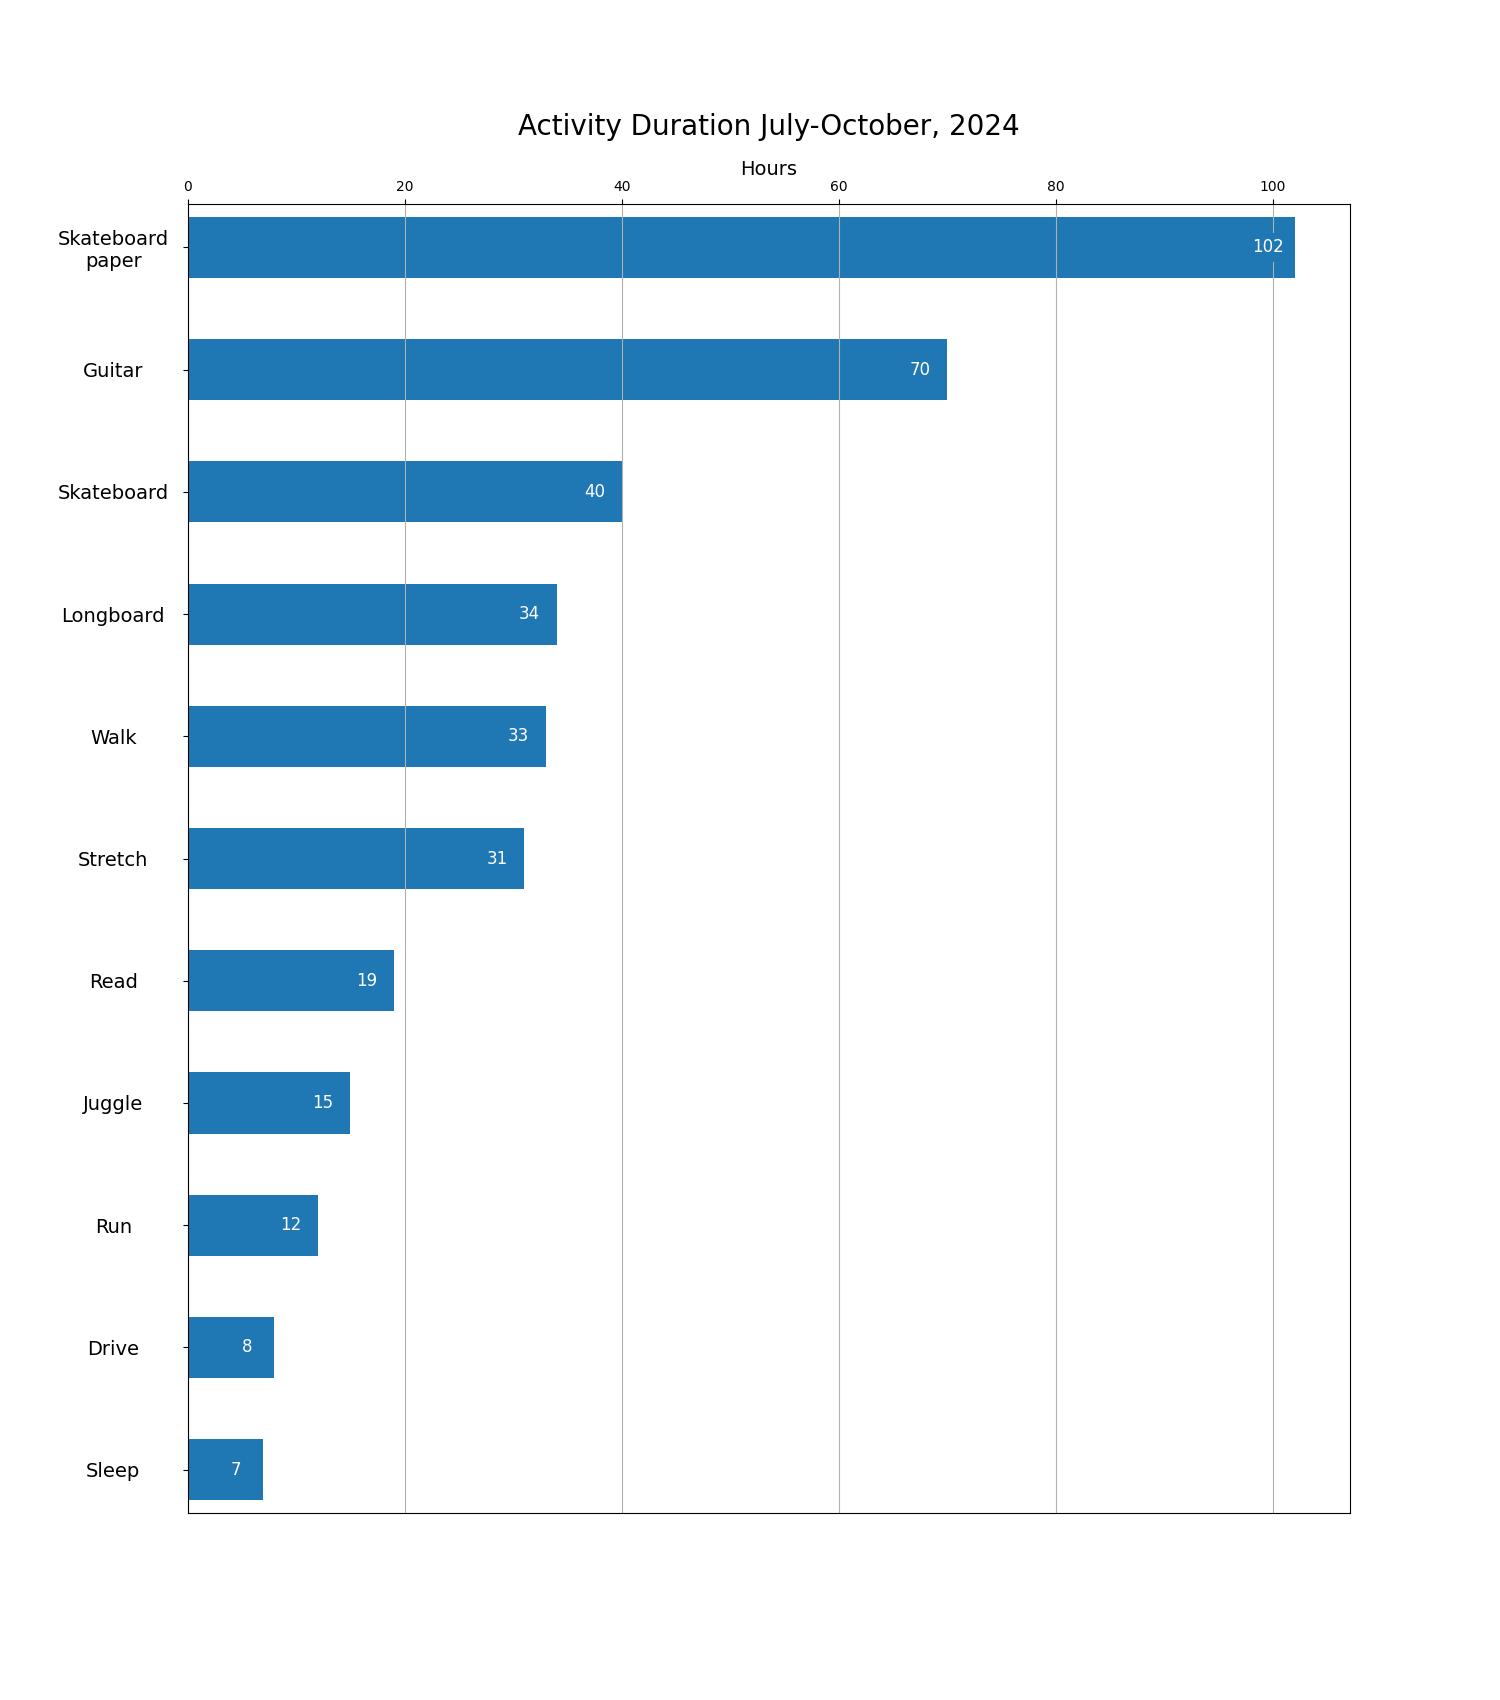 Activity Duration July-October, 2024
Hours
0 20 40 60 80 100
Skateboard
paper
102
Guitar 70
Skateboard 40
Longboard 34
Walk 33
Stretch 31
Read 19
Juggle 15
Run 12
Drive 8
Sleep 7